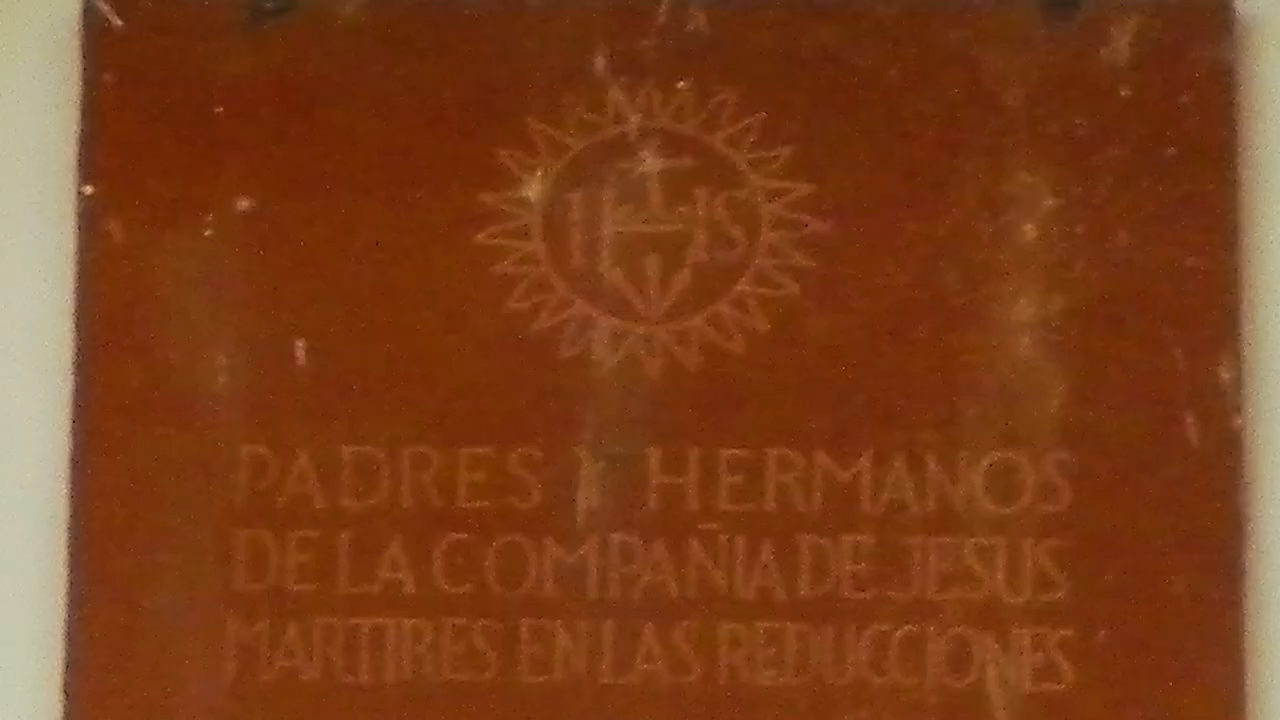 IHS
PADRES Y HERMANOS
DE LA COMPAÑIA DE JESUS
MARTIRES EN LAS REDUCCIONES